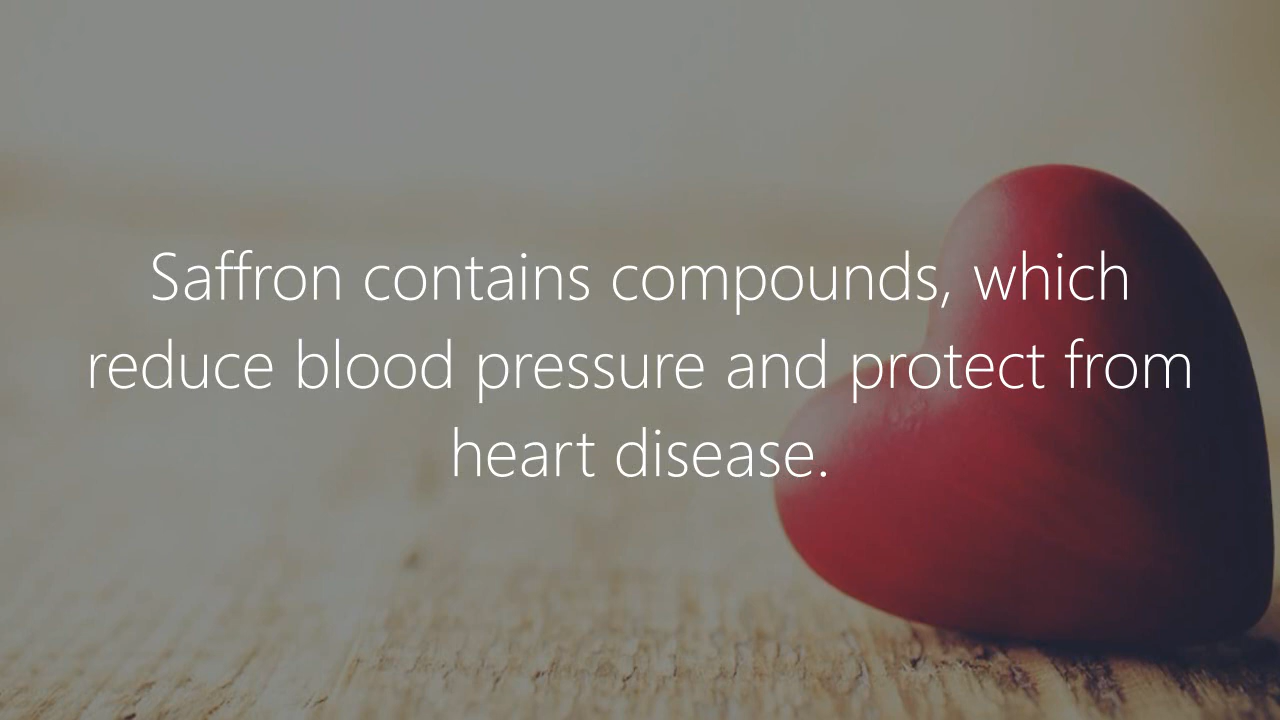 Saffron contains compounds, which
reduce blood pressure and protect from
heart disease.